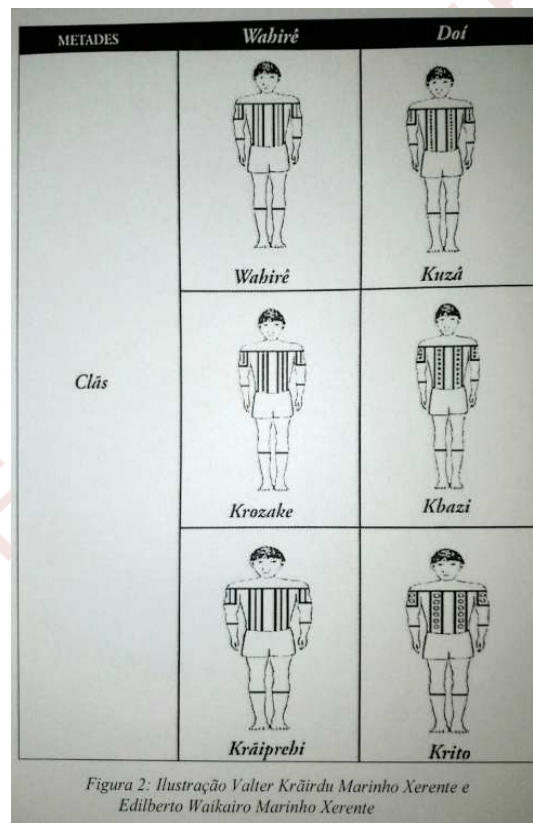 METADES Wahirê Doí
Wahirê Kuzâ
Clãs
Krozake Kbazi
Krãiprehi Krito
Figura 2: Ilustração Valter Krãirdu Marinho Xerente e
Edilberto Waikairo Marinho Xerente